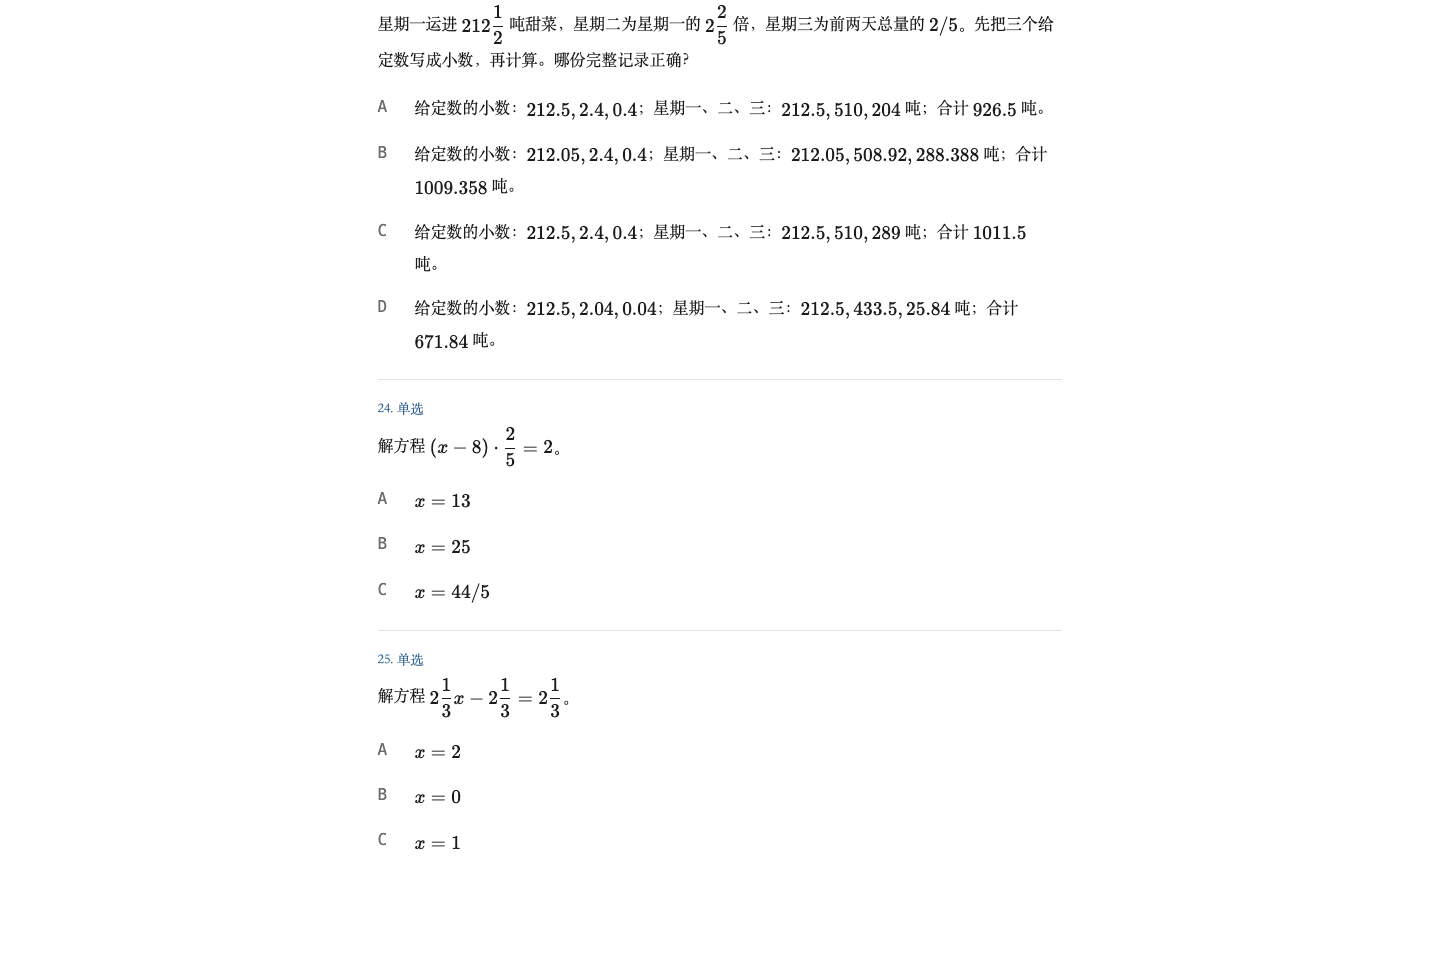 星期一运进 212 1/2 吨甜菜，星期二为星期一的 2 2/5 倍，星期三为前两天总量的 2/5。先把三个给
定数写成小数，再计算。哪份完整记录正确?
A 给定数的小数：212.5, 2.4, 0.4；星期一、二、三：212.5, 510, 204 吨；合计 926.5 吨。
B 给定数的小数：212.05, 2.4, 0.4；星期一、二、三：212.05, 508.92, 288.388 吨；合计
1009.358 吨。
C 给定数的小数：212.5, 2.4, 0.4；星期一、二、三：212.5, 510, 289 吨；合计 1011.5
吨。
D 给定数的小数：212.5, 2.04, 0.04；星期一、二、三：212.5, 433.5, 25.84 吨；合计
671.84 吨。
24. 单选
解方程 (x − 8) · 2/5 = 2。
A x = 13
B x = 25
C x = 44/5
25. 单选
解方程 2 1/3 x − 2 1/3 = 2 1/3。
A x = 2
B x = 0
C x = 1